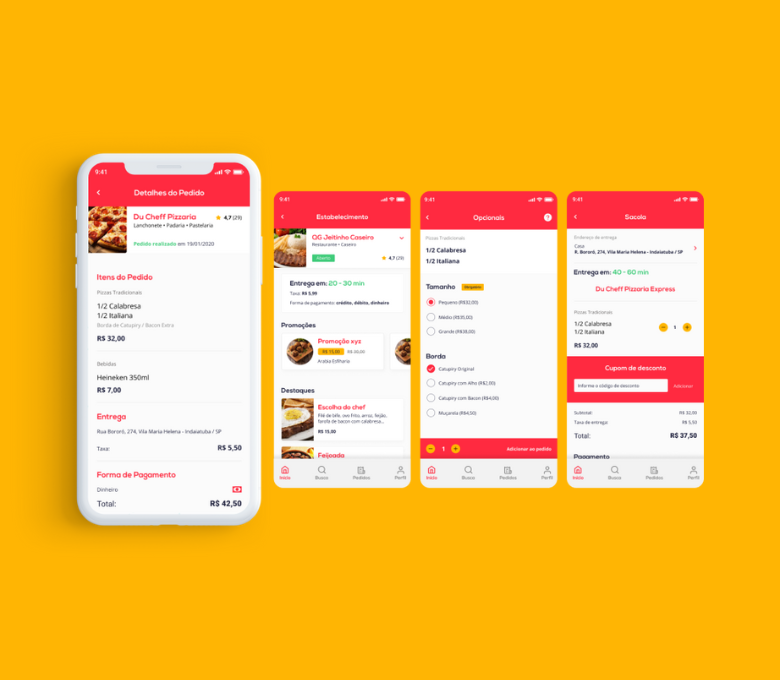 9:41
Detalhes do Pedido
Du Cheff Pizzaria
4,7 (29)
Lanchonete • Padaria • Pastelaria
Pedido realizado em 19/01/2020
Itens do Pedido
Pizzas Tradicionais
1/2 Calabresa
1/2 Italiana
Borda de Catupiry / Bacon Extra
R$ 32,00
Bebidas
Heineken 350ml
R$ 7,00
Entrega
Rua Bororó, 274, Vila Maria Helena - Indaiatuba / SP
Taxa:
R$ 5,50
Forma de Pagamento
Dinheiro
Total:
R$ 42,50
9:41
Estabelecimento
QG Jeitinho Caseiro
Restaurante • Caseiro
Aberto
4,7 (29)
Entrega em: 20 - 30 min
Taxa: R$ 5,99
Forma de pagamento: crédito, débito, dinheiro
Promoções
Promoção xyz
R$ 15,00
R$ 30,00
Arabia Esfiharia
Destaques
Escolha do chef
Filé de bife, ovo frito, arroz, feijão,
farofa de bacon com calabresa...
R$ 15,00
Feijoada
Início
Busca
Pedidos
Perfil
9:41
Opcionais
?
Pizzas Tradicionais
1/2 Calabresa
1/2 Italiana
Tamanho
Obrigatório
Pequeno (R$32,00)
Médio (R$35,00)
Grande (R$38,00)
Borda
Catupiry Original
Catupiry com Alho (R$2,00)
Catupiry com Bacon (R$4,00)
Muçarela (R$4,50)
1
Adicionar ao pedido
Início
Busca
Pedidos
Perfil
9:41
Sacola
Endereço de entrega
Casa
R. Bororó, 274, Vila Maria Helena - Indaiatuba / SP
Entrega em: 40 - 60 min
Du Cheff Pizzaria Express
Pizzas Tradicionais
1/2 Calabresa
1/2 Italiana
1
R$ 32,00
Cupom de desconto
Informe o código de desconto
Adicionar
Subtotal:
R$ 32,00
Taxa de entrega:
R$ 5,50
Total:
R$ 37,50
Pagamento
Início
Busca
Pedidos
Perfil